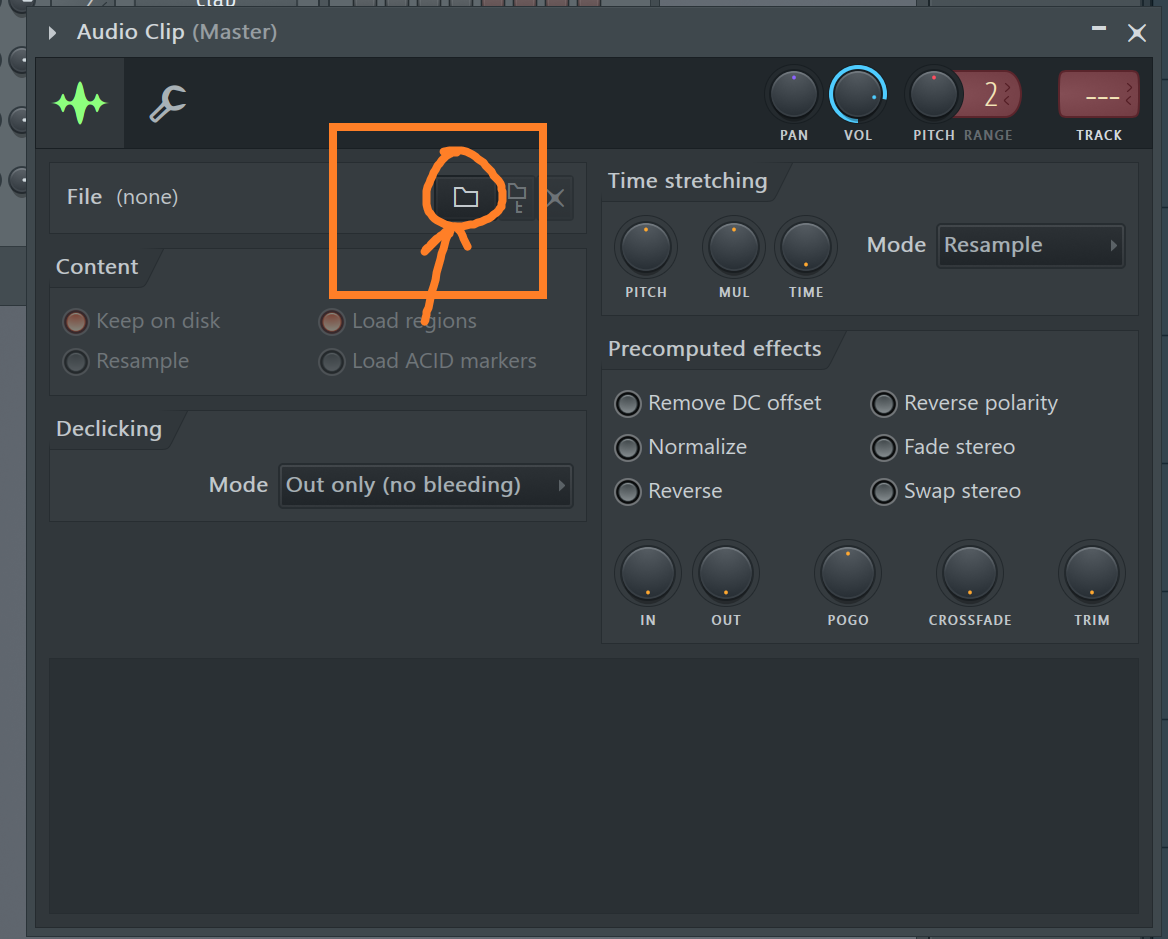 clap
Audio Clip (Master)
2
---
PAN VOL PITCH RANGE TRACK
File (none)
t
Content
Keep on disk Load regions
Resample Load ACID markers
Declicking
Mode Out only (no bleeding)
Time stretching
PITCH MUL TIME
Mode Resample
Precomputed effects
Remove DC offset Reverse polarity
Normalize Fade stereo
Reverse Swap stereo
IN OUT POGO CROSSFADE TRIM